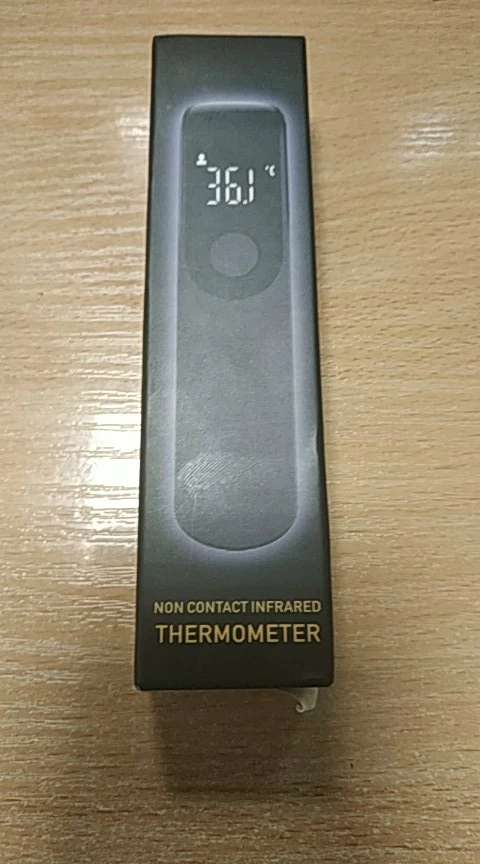 36.1 °C
NON CONTACT INFRARED
THERMOMETER